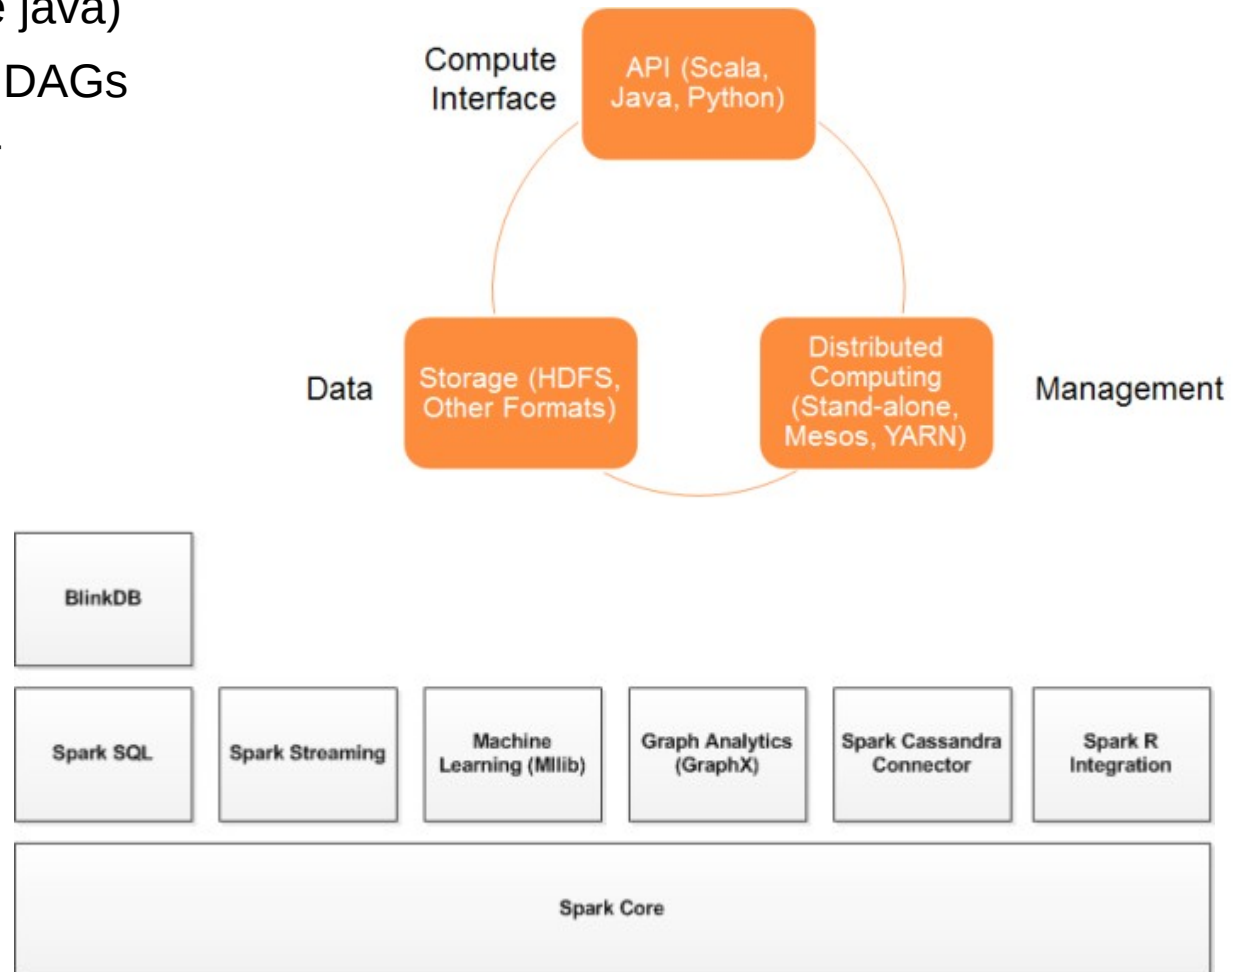 e java)
DAGs
.
Compute
Interface
API (Scala,
Java, Python)
Data
Storage (HDFS,
Other Formats)
Distributed
Computing
(Stand-alone,
Mesos, YARN)
Management
BlinkDB
Spark SQL
Spark Streaming
Machine
Learning (Mllib)
Graph Analytics
(GraphX)
Spark Cassandra
Connector
Spark R
Integration
Spark Core